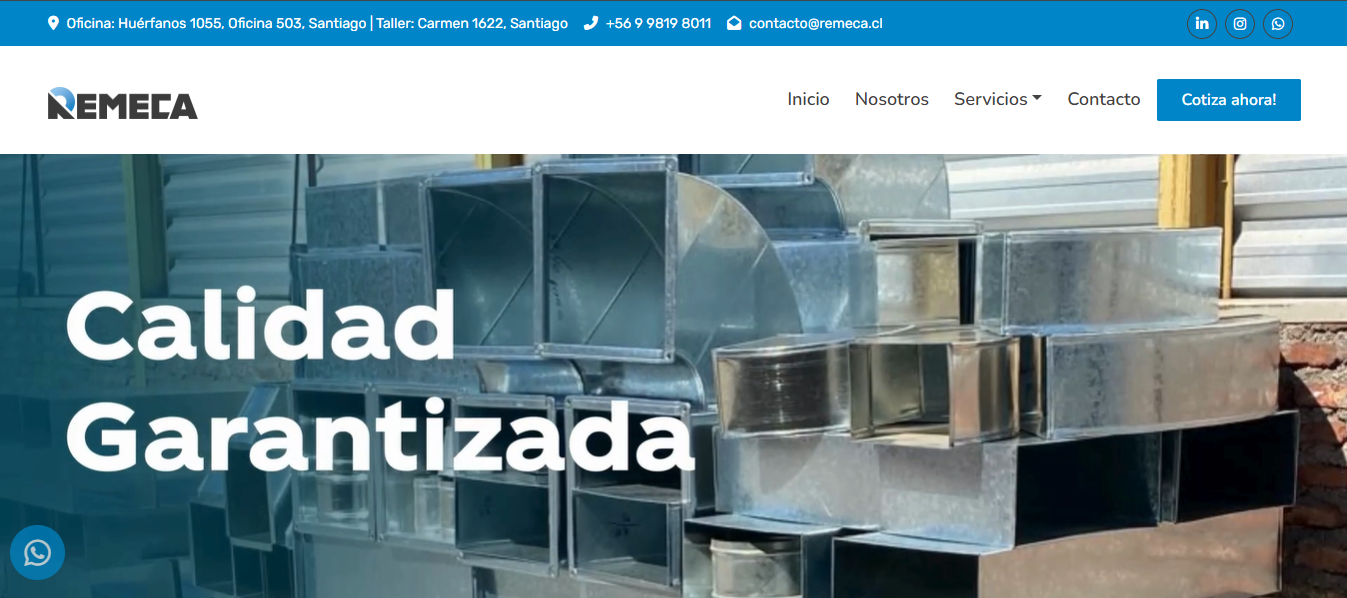 Oficina: Huérfanos 1055, Oficina 503, Santiago | Taller: Carmen 1622, Santiago +56 9 9819 8011 contacto@remeca.cl
REMECA
Inicio Nosotros Servicios Contacto Cotiza ahora!
Calidad
Garantizada